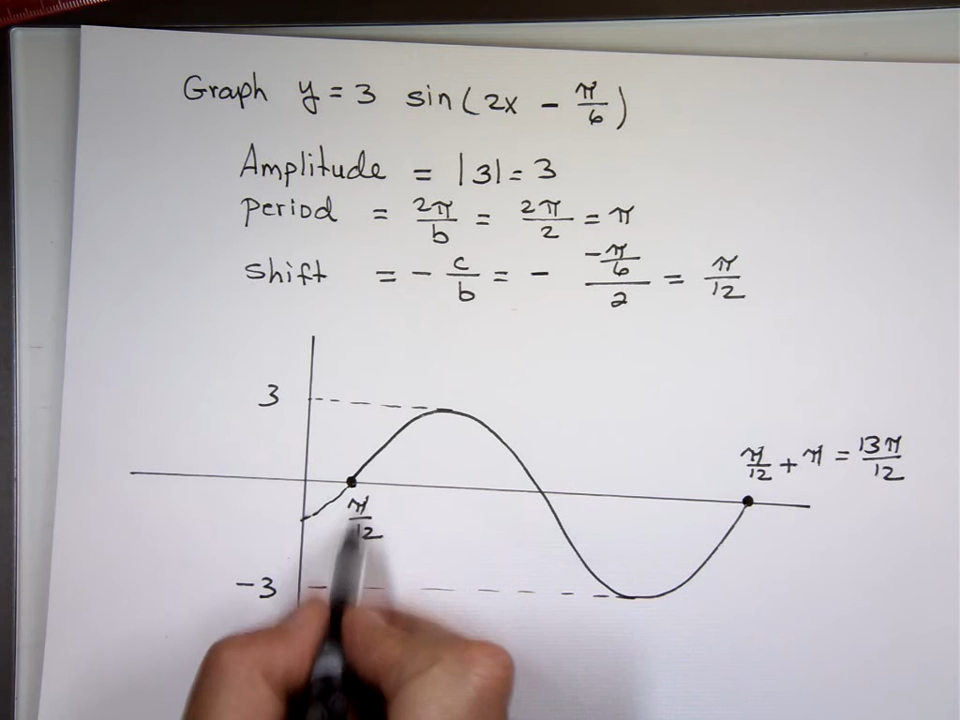 Graph y = 3 sin(2x - π/6)
Amplitude = |3| = 3
period = 2π/b = 2π/2 = π
shift = - c/b = - (-π/6)/2 = π/12
3
π/12 + π = 13π/12
π/12
-3